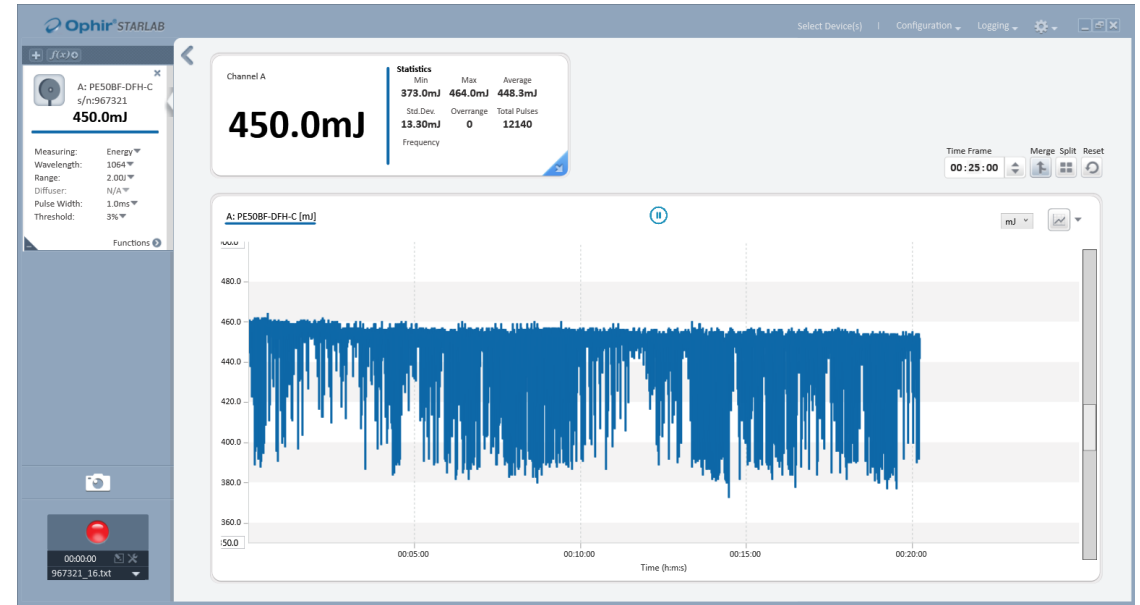 Ophir®STARLAB
Select Device(s) | Configuration Logging
f(x)
A: PE50BF-DFH-C
s/n:967321
450.0mJ
Measuring: Energy
Wavelength: 1064
Range: 2.00J
Diffuser: N/A
Pulse Width: 1.0ms
Threshold: 3%
Functions
00:00:00
967321_16.txt
Channel A
450.0mJ
Statistics
Min Max Average
373.0mJ 464.0mJ 448.3mJ
Std.Dev. Overrange Total Pulses
13.30mJ 0 12140
Frequency
Time Frame Merge Split Reset
00:25:00
A: PE50BF-DFH-C [mJ]
mJ
480.0
460.0
440.0
420.0
400.0
380.0
360.0
350.0
00:05:00 00:10:00 00:15:00 00:20:00
Time (h:m:s)